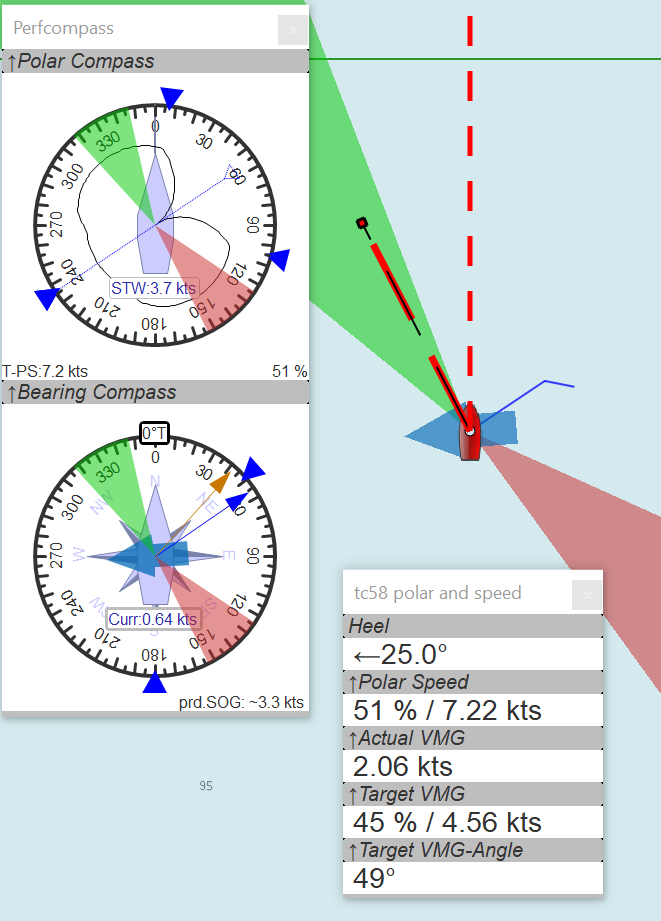 Perfcompass
×
↑Polar Compass
0
30
60
90
120
150
180
210
240
270
300
330
STW:3.7 kts
T-PS:7.2 kts 51 %
↑Bearing Compass
0°T
0
30
60
90
120
150
180
210
240
270
300
330
N
NE
E
SE
S
SW
W
NW
Curr:0.64 kts
prd.SOG: ~3.3 kts
95
tc58 polar and speed
×
Heel
←25.0°
↑Polar Speed
51 % / 7.22 kts
↑Actual VMG
2.06 kts
↑Target VMG
45 % / 4.56 kts
↑Target VMG-Angle
49°